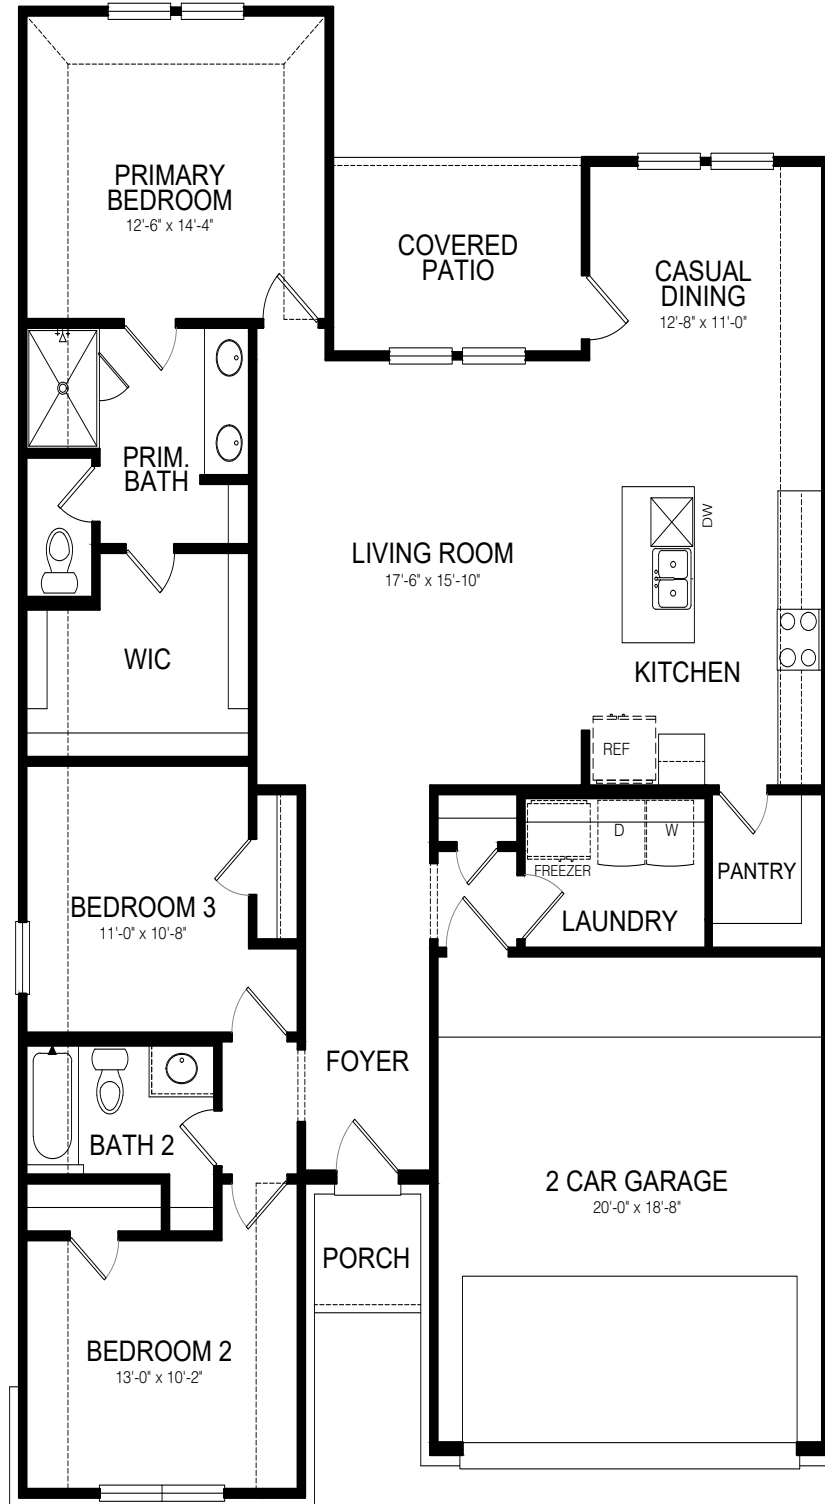 PRIMARY
BEDROOM
12'-6" x 14'-4"
COVERED
PATIO
CASUAL
DINING
12'-8" x 11'-0"
PRIM.
BATH
DW
LIVING ROOM
17'-6" x 15'-10"
WIC
KITCHEN
REF
D
W
FREEZER
PANTRY
BEDROOM 3
11'-0" x 10'-8"
LAUNDRY
FOYER
BATH 2
2 CAR GARAGE
20'-0" x 18'-8"
PORCH
BEDROOM 2
13'-0" x 10'-2"